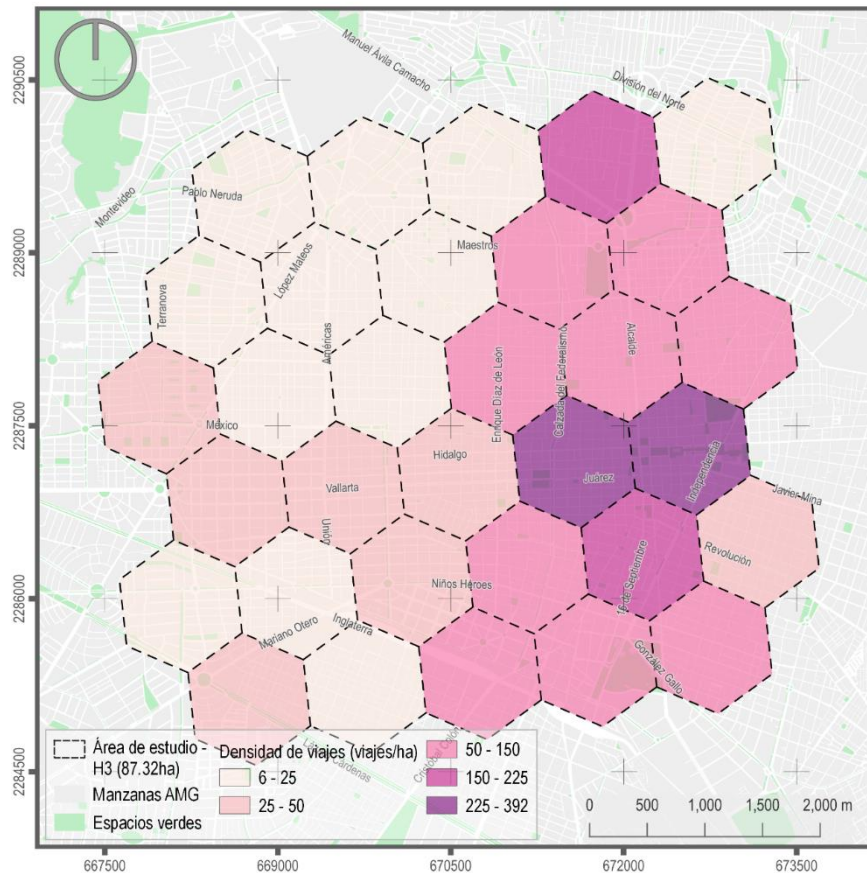 2290500
2289000
2287500
2286000
2284500
Manuel Ávila Camacho
División del Norte
Pablo Neruda
Montevideo
Maestros
López Mateos
Terranova
Américas
Enrique Díaz de León
Calzada del Federalismo
Alcalde
México
Hidalgo
Vallarta
Unión
Juárez
Independencia
Javier Mina
Revolución
Niños Héroes
16 de Septiembre
Mariano Otero
Inglaterra
González Gallo
Cristobal Colón
Lázaro Cárdenas
Área de estudio -
H3 (87.32ha)
Manzanas AMG
Espacios verdes
Densidad de viajes (viajes/ha)
6 - 25
25 - 50
50 - 150
150 - 225
225 - 392
0 500 1,000 1,500 2,000 m
667500 669000 670500 672000 673500